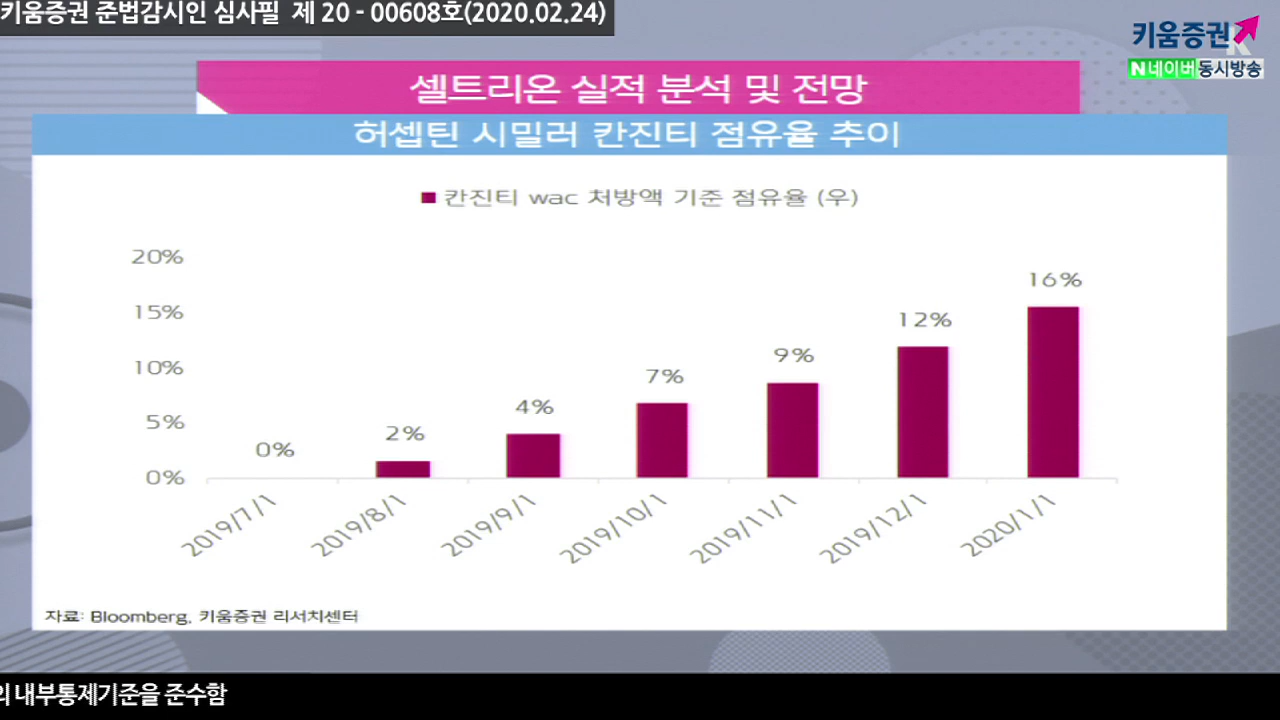 키움증권 준법감시인 심사필 제 20 - 00608호(2020.02.24)
키움증권
N 네이버 동시방송
셀트리온 실적 분석 및 전망
허셉틴 시밀러 칸진티 점유율 추이
칸진티 wac 처방액 기준 점유율 (우)
20%
15%
10%
5%
0%
0%
2%
4%
7%
9%
12%
16%
2019/7/1
2019/8/1
2019/9/1
2019/10/1
2019/11/1
2019/12/1
2020/1/1
자료: Bloomberg, 키움증권 리서치센터
의 내부통제기준을 준수함